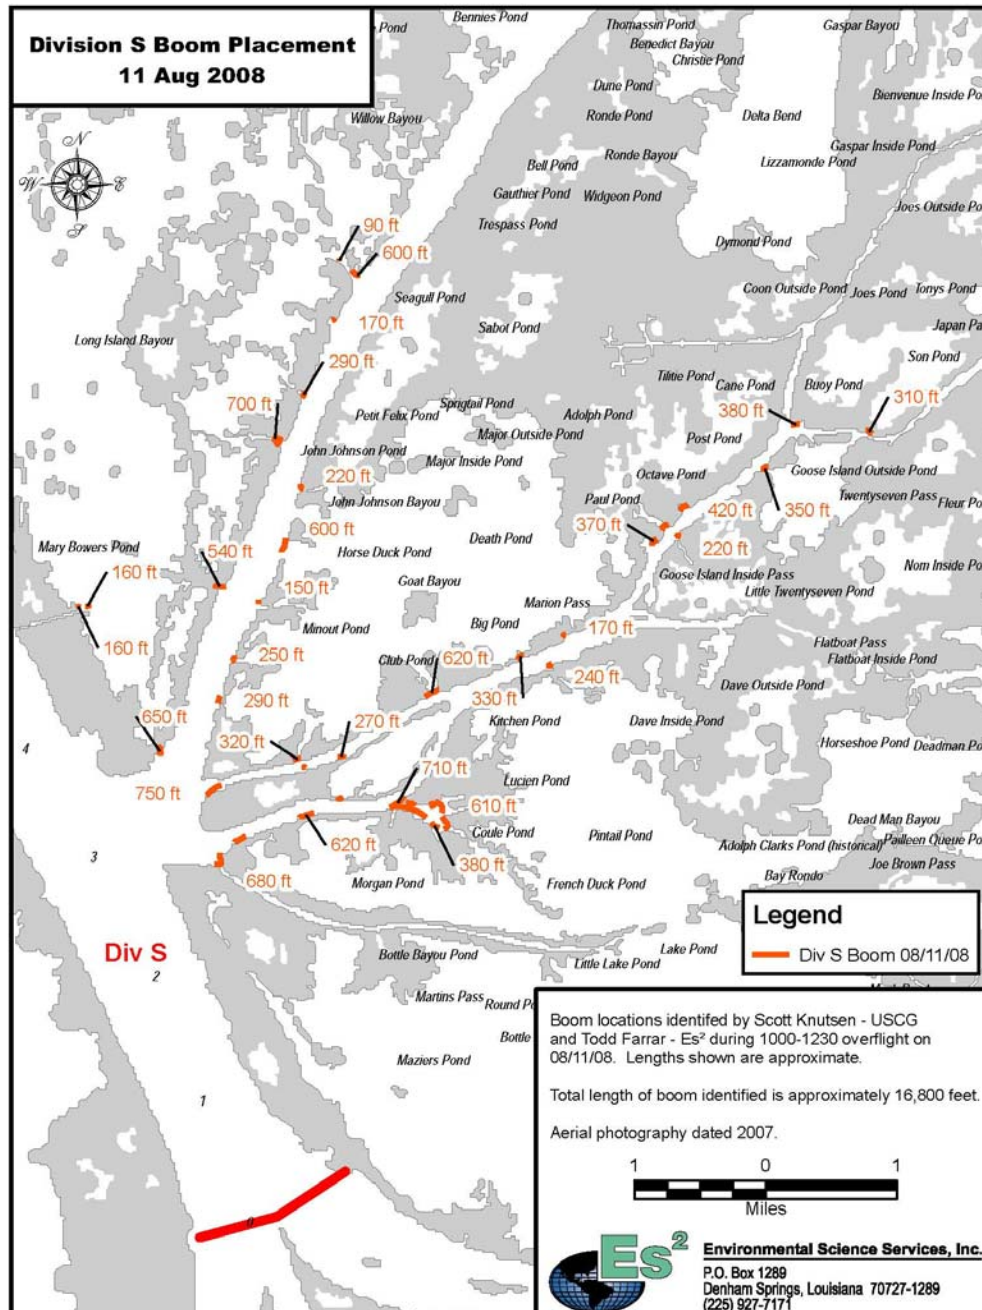 Division S Boom Placement
11 Aug 2008
Bennies Pond
Thomassin Pond
Gaspar Bayou
Pond
Benedict Bayou
Christie Pond
Dune Pond
Bienvenue Inside Po
Willow Bayou
Ronde Pond
Delta Bend
N
W E
S
Ronde Bayou
Gaspar Inside Pond
Bell Pond
Lizzamonde Pond
Gauthier Pond
Widgeon Pond
Joes Outside Po
Trespass Pond
90 ft
600 ft
Dymond Pond
Seagull Pond
Coon Outside Pond
Joes Pond
Tonys Pond
170 ft
Sabot Pond
Japan Pa
Long Island Bayou
290 ft
Son Pond
Tilitie Pond
Cane Pond
Buoy Pond
310 ft
700 ft
Sprigtail Pond
Petit Felix Pond
Adolph Pond
380 ft
Major Outside Pond
Post Pond
John Johnson Pond
Major Inside Pond
Goose Island Outside Pond
220 ft
Octave Pond
John Johnson Bayou
Paul Pond
Twentyseven Pass
Fleur Po
420 ft
350 ft
600 ft
370 ft
Death Pond
Mary Bowers Pond
540 ft
Horse Duck Pond
220 ft
Nom Inside Po
160 ft
Goose Island Inside Pass
150 ft
Goat Bayou
Little Twentyseven Pond
Marion Pass
Minout Pond
Big Pond
170 ft
160 ft
250 ft
Club Pond
620 ft
Flatboat Pass
Flatboat Inside Pond
240 ft
290 ft
330 ft
Dave Outside Pond
650 ft
320 ft
270 ft
Kitchen Pond
Dave Inside Pond
Horseshoe Pond
Deadman Po
4
710 ft
750 ft
Lucien Pond
610 ft
Dead Man Bayou
Coule Pond
Pintail Pond
620 ft
Adolph Clarks Pond (historical)
Pailleen Queue Po
3
380 ft
Joe Brown Pass
680 ft
Morgan Pond
French Duck Pond
Bay Rondo
Legend
Div S Boom 08/11/08
Div S
Lake Pond
Bottle Bayou Pond
Little Lake Pond
2
Martins Pass
Round Po
Bottle
Maziers Pond
1
0
Boom locations identifed by Scott Knutsen - USCG
and Todd Farrar - Es² during 1000-1230 overflight on
08/11/08. Lengths shown are approximate.
Total length of boom identified is approximately 16,800 feet.
Aerial photography dated 2007.
1 0 1
Miles
Es²
Environmental Science Services, Inc.
P.O. Box 1289
Denham Springs, Louisiana 70727-1289
(225) 927-7171